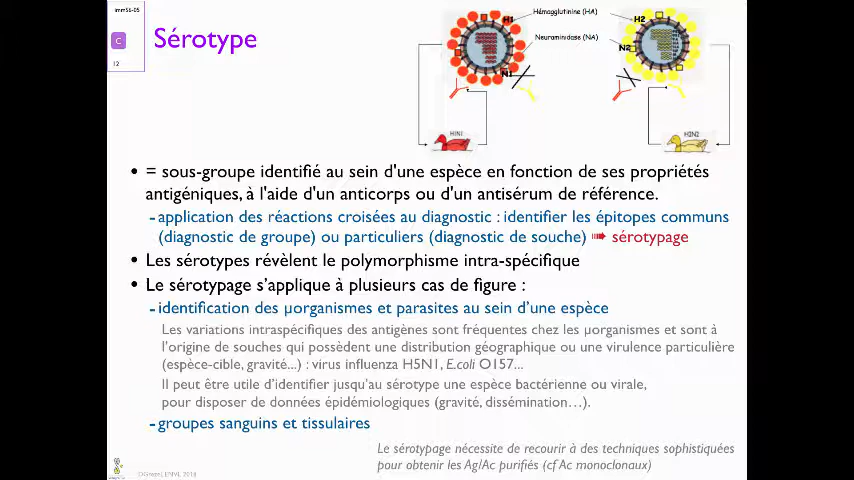 imm56-05
C
12
Sérotype
Hémagglutinine (HA)
Neuraminidase (NA)
H1
N1
H2
N2
H1N1
H2N2
• = sous-groupe identifié au sein d'une espèce en fonction de ses propriétés
antigéniques, à l'aide d'un anticorps ou d'un antisérum de référence.
- application des réactions croisées au diagnostic : identifier les épitopes communs
(diagnostic de groupe) ou particuliers (diagnostic de souche) ➠ sérotypage
• Les sérotypes révèlent le polymorphisme intra-spécifique
• Le sérotypage s'applique à plusieurs cas de figure :
- identification des µorganismes et parasites au sein d'une espèce
Les variations intraspécifiques des antigènes sont fréquentes chez les µorganismes et sont à
l'origine de souches qui possèdent une distribution géographique ou une virulence particulière
(espèce-cible, gravité...) : virus influenza H5N1, E.coli O157...
Il peut être utile d'identifier jusqu'au sérotype une espèce bactérienne ou virale,
pour disposer de données épidémiologiques (gravité, dissémination…).
- groupes sanguins et tissulaires
Le sérotypage nécessite de recourir à des techniques sophistiquées
pour obtenir les Ag/Ac purifiés (cf Ac monoclonaux)